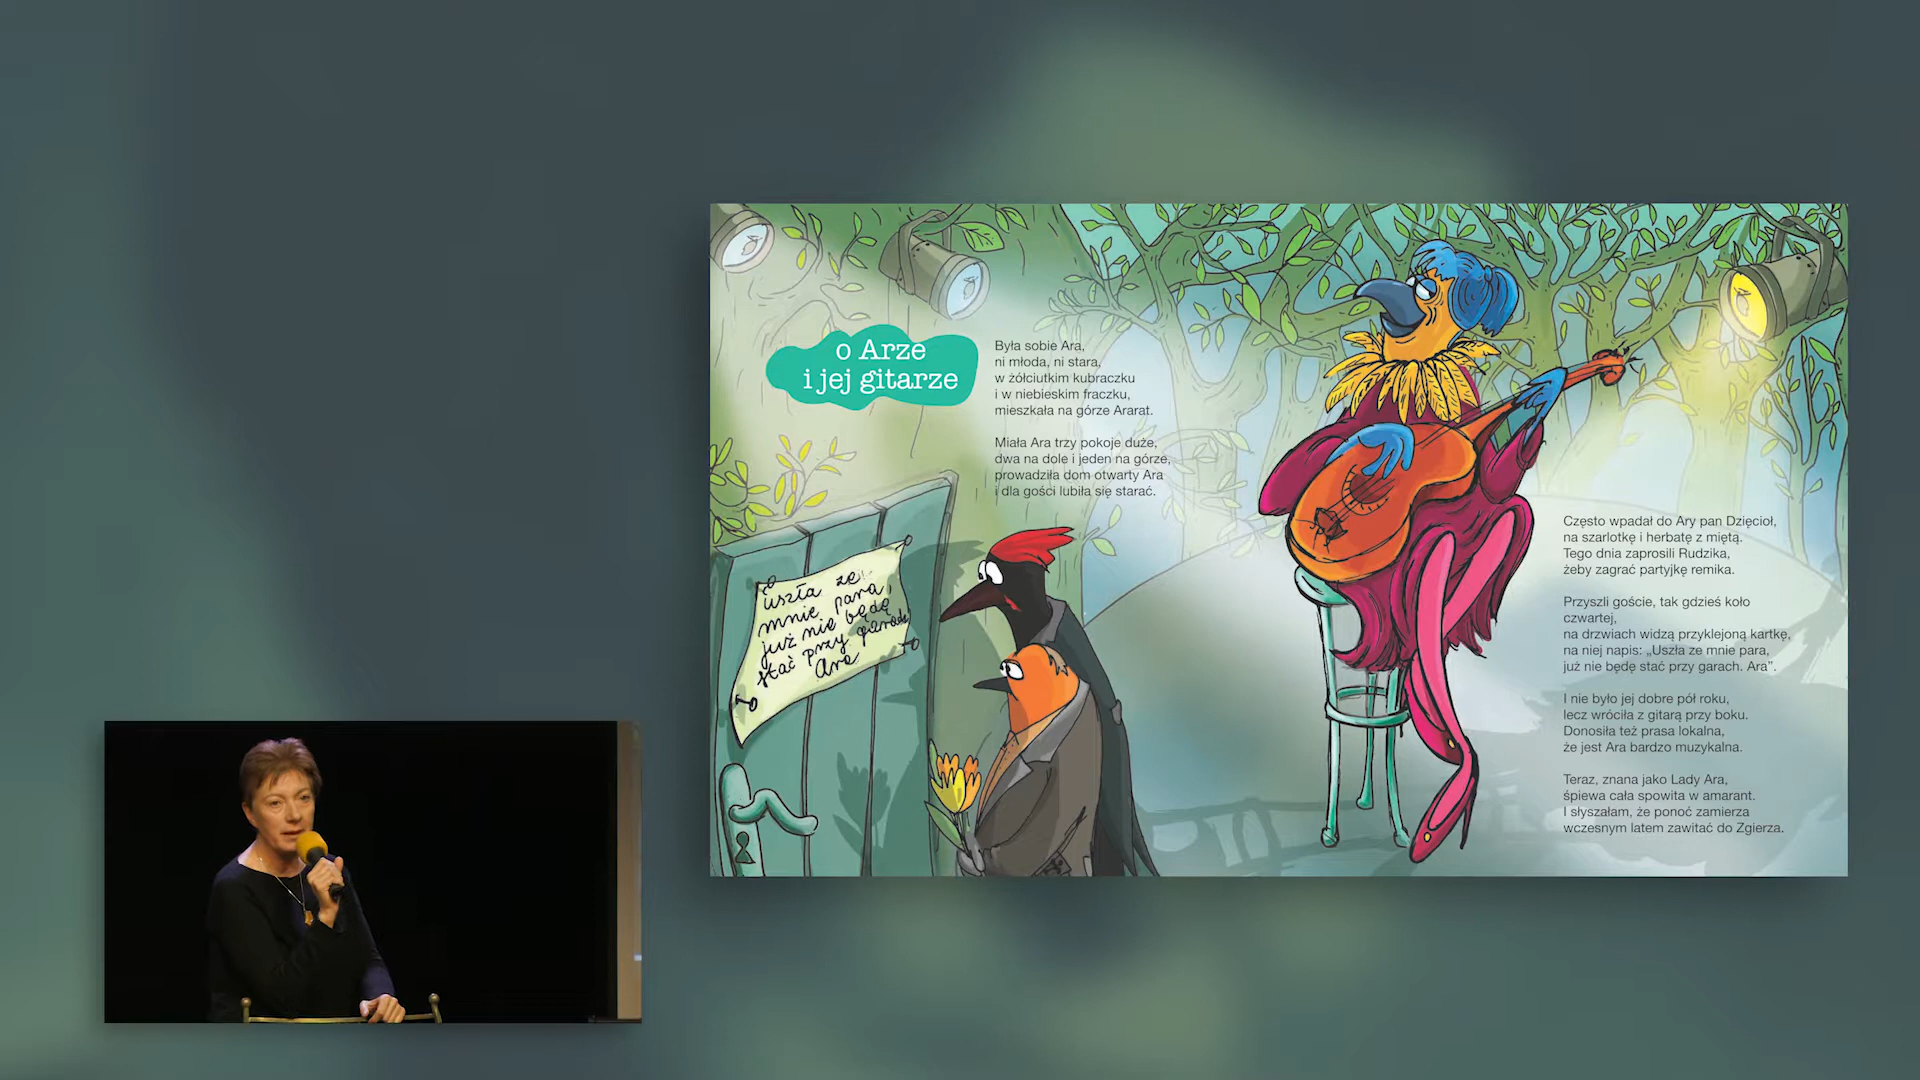 o Arze
i jej gitarze
Była sobie Ara,
ni młoda, ni stara,
w żółciutkim kubraczku
i w niebieskim fraczku,
mieszkała na górze Ararat.
Miała Ara trzy pokoje duże,
dwa na dole i jeden na górze,
prowadziła dom otwarty Ara
i dla gości lubiła się starać.
uszła ze
mnie para,
już nie będę
stać przy garach
Ara
Często wpadał do Ary pan Dzięcioł,
na szarlotkę i herbatę z miętą.
Tego dnia zaprosili Rudzika,
żeby zagrać partyjkę remika.
Przyszli goście, tak gdzieś koło
czwartej,
na drzwiach widzą przyklejoną kartkę,
na niej napis: „Uszła ze mnie para,
już nie będę stać przy garach. Ara”.
I nie było jej dobre pół roku,
lecz wróciła z gitarą przy boku.
Donosiła też prasa lokalna,
że jest Ara bardzo muzykalna.
Teraz, znana jako Lady Ara,
śpiewa cała spowita w amarant.
I słyszałam, że ponoć zamierza
wczesnym latem zawitać do Zgierza.